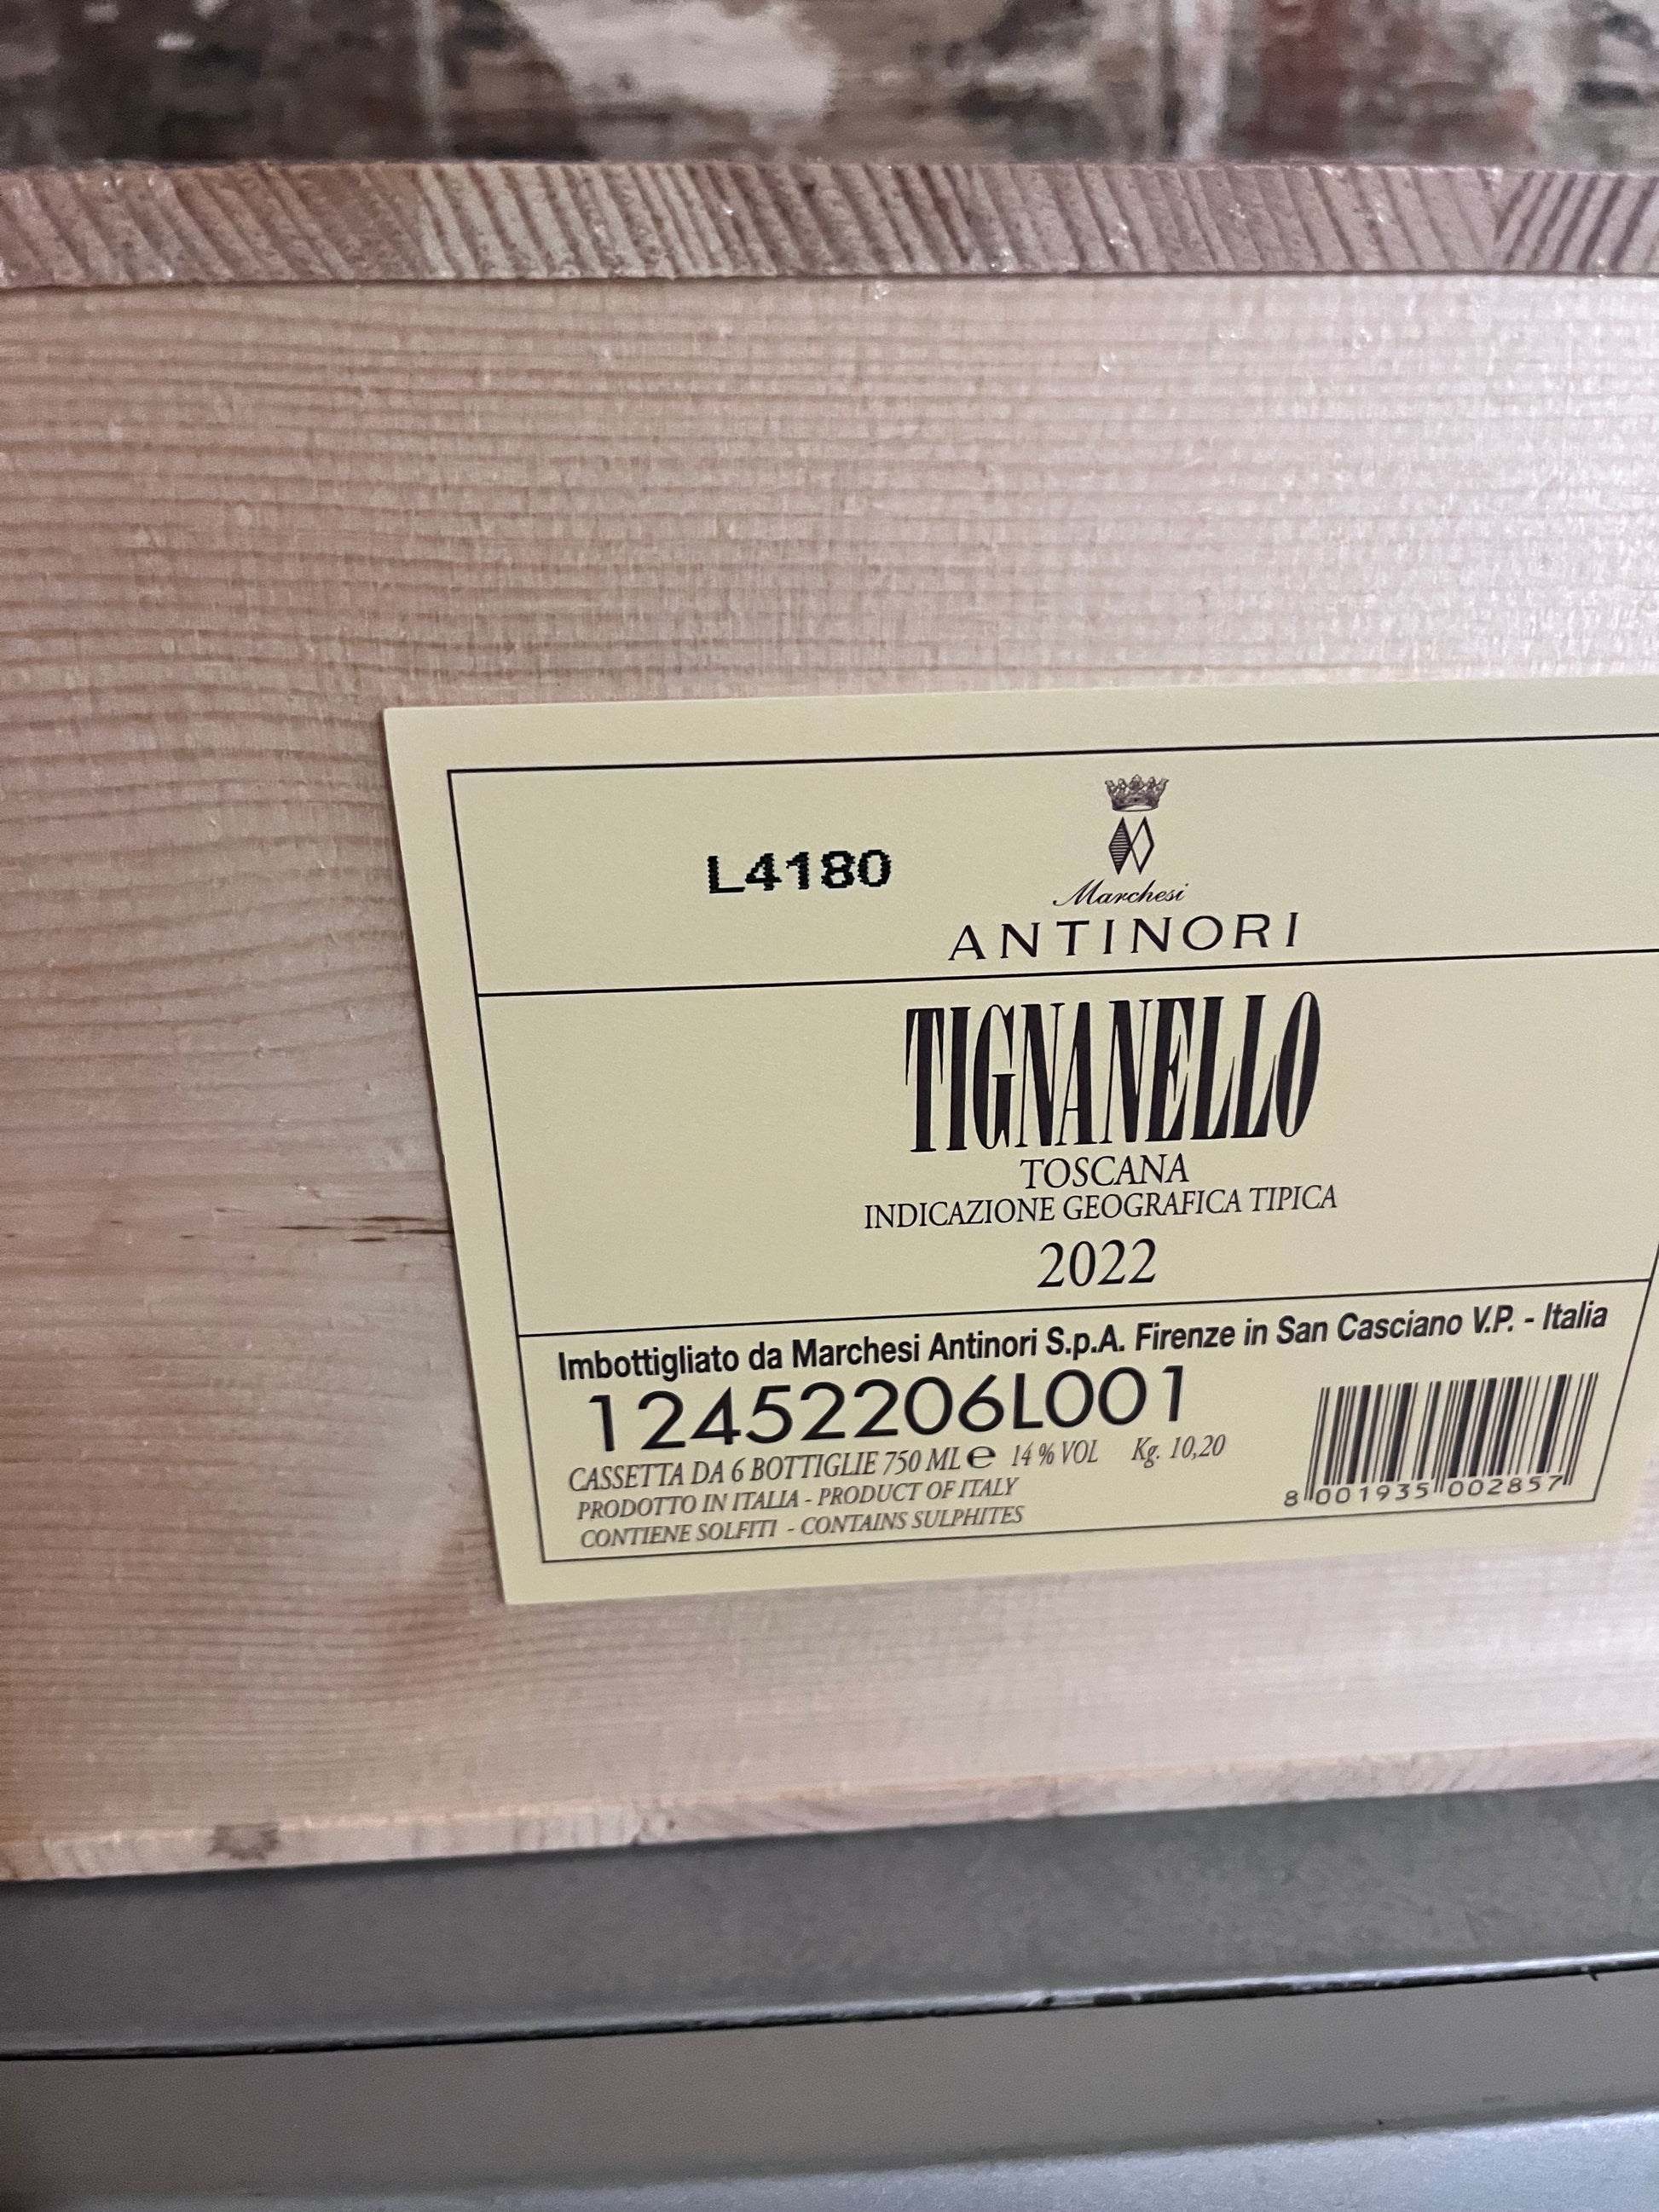 L4180
Marchesi
ANTINORI
TIGNANELLO
TOSCANA
INDICAZIONE GEOGRAFICA TIPICA
2022
Imbottigliato da Marchesi Antinori S.p.A. Firenze in San Casciano V.P. - Italia
12452206L001
CASSETTA DA 6 BOTTIGLIE 750 ML e 14 % VOL Kg. 10,20
PRODOTTO IN ITALIA - PRODUCT OF ITALY
CONTIENE SOLFITI - CONTAINS SULPHITES
8 001935 002857